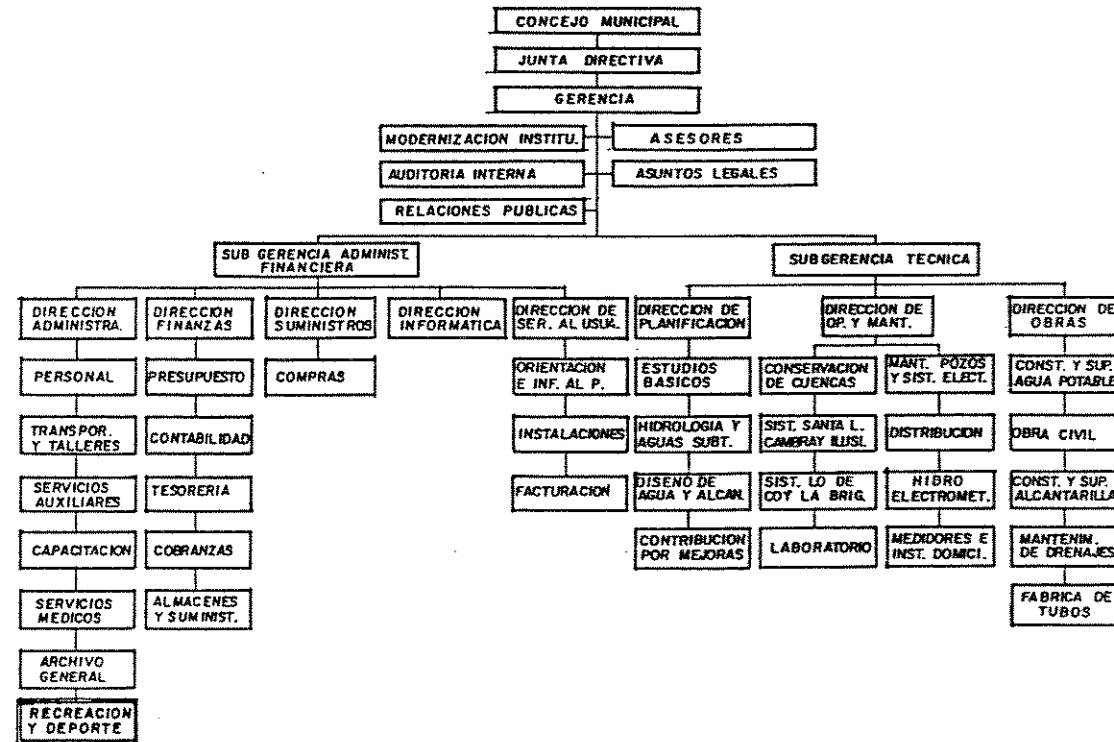 CONCEJO MUNICIPAL
JUNTA DIRECTIVA
GERENCIA
MODERNIZACION INSTITU.
ASESORES
AUDITORIA INTERNA
ASUNTOS LEGALES
RELACIONES PUBLICAS
SUB GERENCIA ADMINIST.
FINANCIERA
SUBGERENCIA TECNICA
DIRECCION
ADMINISTRA.
DIRECCION
FINANZAS
DIRECCION
SUMINISTROS
DIRECCION
INFORMATICA
DIRECCION DE
SER. AL USUA.
DIRECCION DE
PLANIFICACION
DIRECCION DE
OP. Y MANT.
DIRECCION DE
OBRAS
PERSONAL
PRESUPUESTO
COMPRAS
ORIENTACION
E INF. AL P.
ESTUDIOS
BASICOS
CONSERVACION
DE CUENCAS
MANT. POZOS
Y SIST. ELECT.
CONST. Y SUP.
AGUA POTABLE
TRANSPOR.
Y TALLERES
CONTABILIDAD
INSTALACIONES
HIDROLOGIA Y
AGUAS SUBT.
SIST. SANTA L.
CAMBRAY ILUSI.
DISTRIBUCION
OBRA CIVIL
SERVICIOS
AUXILIARES
TESORERIA
FACTURACION
DISEÑO DE
AGUA Y ALCAN.
SIST. LO DE
COY LA BRIG.
HIDRO
ELECTROMET.
CONST. Y SUP.
ALCANTARILLA
CAPACITACION
COBRANZAS
CONTRIBUCION
POR MEJORAS
LABORATORIO
MEDIDORES E
INST. DOMICI.
MANTENIM.
DE DRENAJES
SERVICIOS
MEDICOS
ALMACENES
Y SUMINIST.
FABRICA DE
TUBOS
ARCHIVO
GENERAL
RECREACION
Y DEPORTE